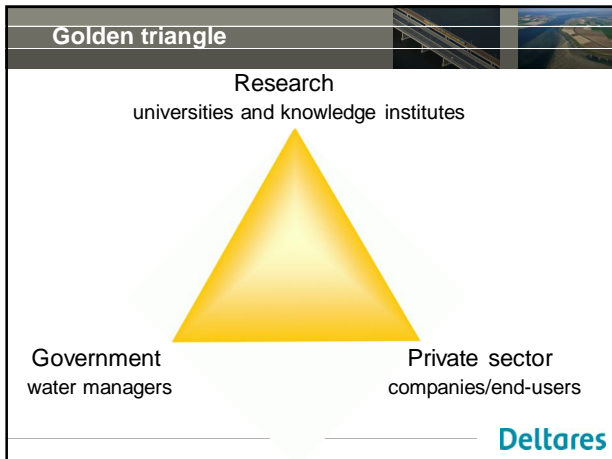 Golden triangle
Research
universities and knowledge institutes
Government
water managers
Private sector
companies/end-users
Deltares